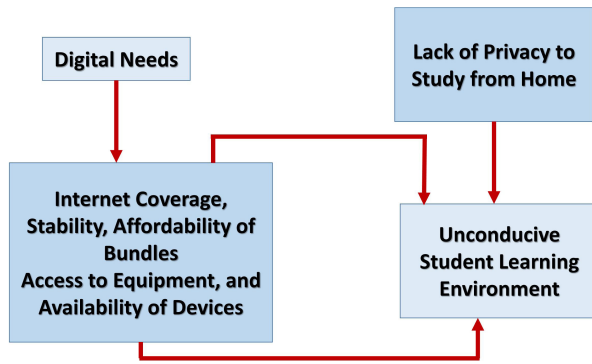 Digital Needs
Lack of Privacy to
Study from Home
Internet Coverage,
Stability, Affordability of
Bundles
Access to Equipment, and
Availability of Devices
Unconducive
Student Learning
Environment